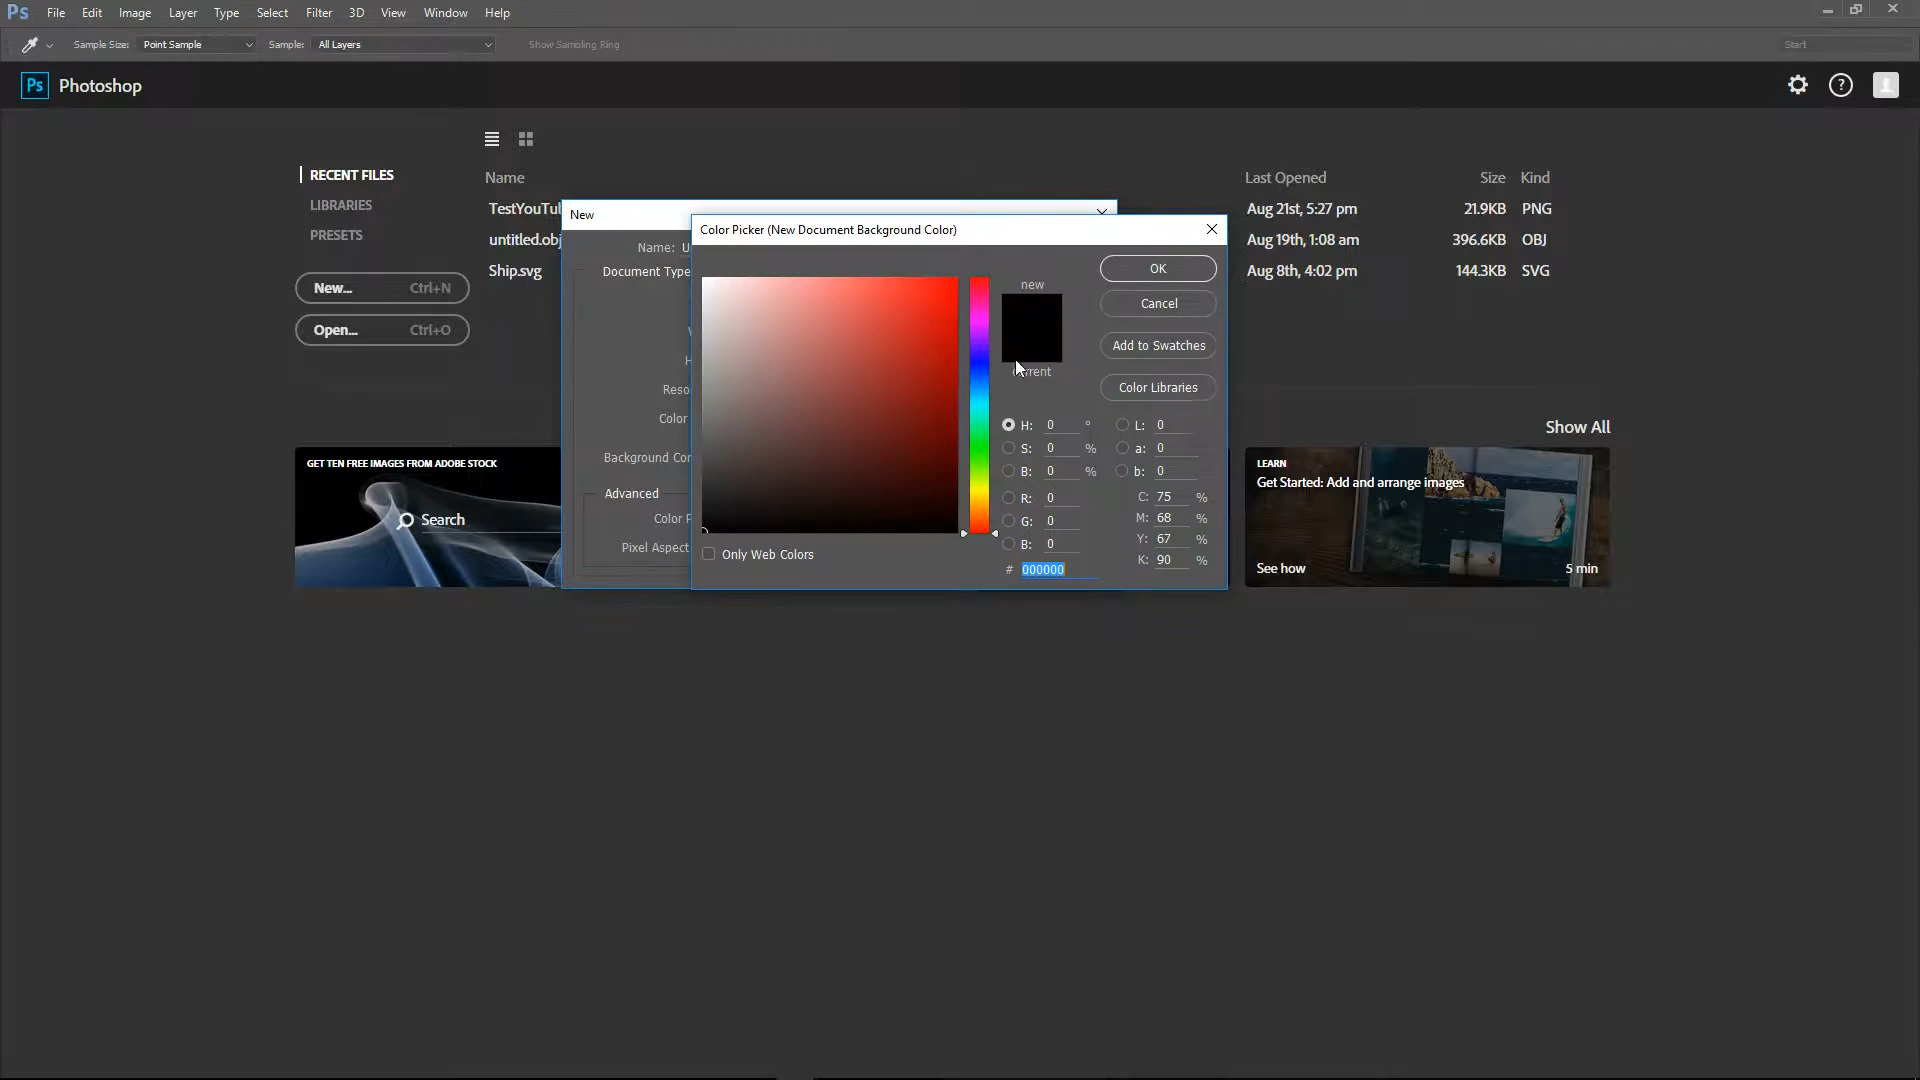 Ps File Edit Image Layer Type Select Filter 3D View Window Help
Sample Size: Point Sample Sample: All Layers Show Sampling Ring Start
Ps Photoshop
RECENT FILES
LIBRARIES
PRESETS
New... Ctrl+N
Open... Ctrl+O
Name Last Opened Size Kind
TestYouTu Aug 21st, 5:27 pm 21.9KB PNG
untitled.obj Aug 19th, 1:08 am 396.6KB OBJ
Ship.svg Aug 8th, 4:02 pm 144.3KB SVG
Show All
GET TEN FREE IMAGES FROM ADOBE STOCK
Search
LEARN
Get Started: Add and arrange images
See how 5 min
New
Name: U
Document Type
Reso
Color
Background Con
Advanced
Color P
Pixel Aspect
Color Picker (New Document Background Color)
new
current
OK
Cancel
Add to Swatches
Color Libraries
H: 0 °
S: 0 %
B: 0 %
R: 0
G: 0
B: 0
# 000000
L: 0
a: 0
b: 0
C: 75 %
M: 68 %
Y: 67 %
K: 90 %
Only Web Colors